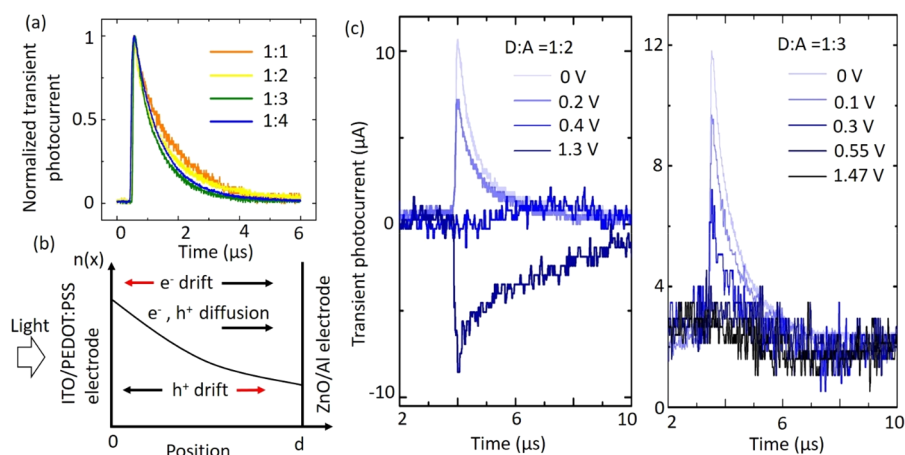 (a)
1
0.5
0
Normalized transient
photocurrent
1:1
1:2
1:3
1:4
0 2 4 6
Time (μs)
(b)
n(x)
Light
ITO/PEDOT:PSS
electrode
e⁻ drift
e⁻ , h⁺ diffusion
h⁺ drift
ZnO/Al electrode
0 d
Position
(c)
10
0
-10
Transient photocurrent (μA)
D:A =1:2
0 V
0.2 V
0.4 V
1.3 V
2 6 10
Time (μs)
12
8
4
0
D:A =1:3
0 V
0.1 V
0.3 V
0.55 V
1.47 V
2 6 10
Time (μs)